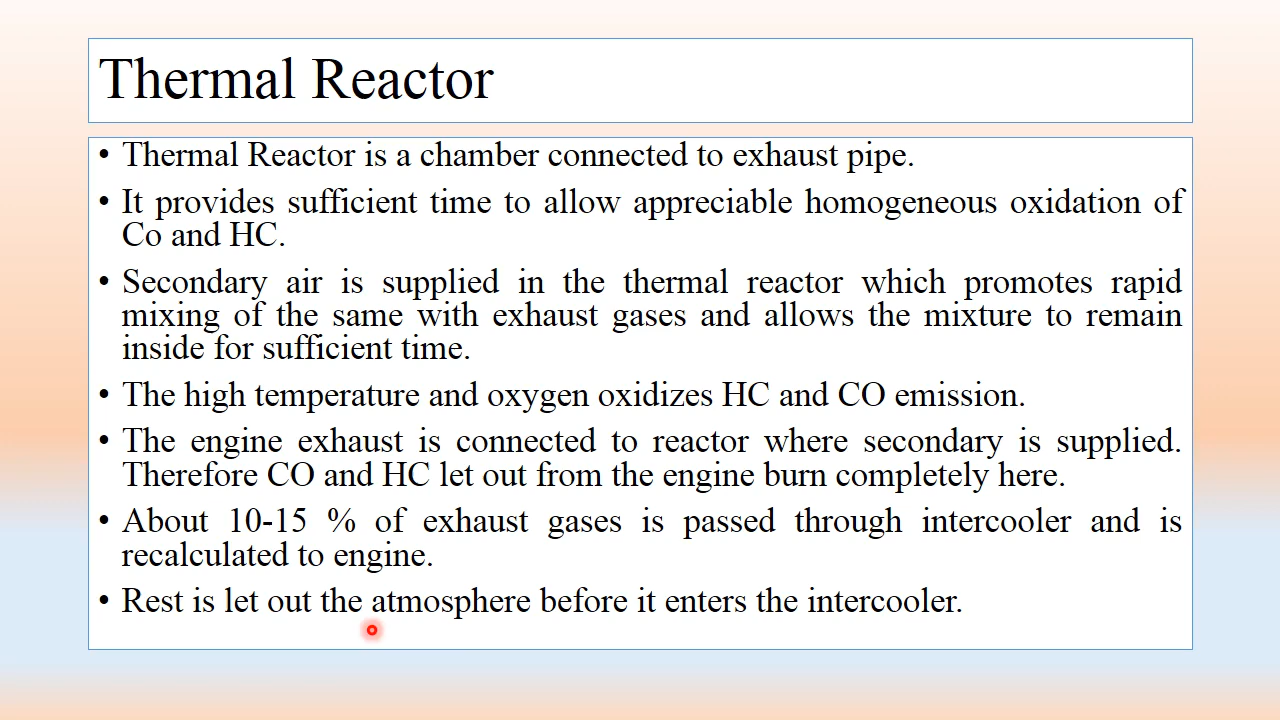 Thermal Reactor
• Thermal Reactor is a chamber connected to exhaust pipe.
• It provides sufficient time to allow appreciable homogeneous oxidation of
Co and HC.
• Secondary air is supplied in the thermal reactor which promotes rapid
mixing of the same with exhaust gases and allows the mixture to remain
inside for sufficient time.
• The high temperature and oxygen oxidizes HC and CO emission.
• The engine exhaust is connected to reactor where secondary is supplied.
Therefore CO and HC let out from the engine burn completely here.
• About 10-15 % of exhaust gases is passed through intercooler and is
recalculated to engine.
• Rest is let out the atmosphere before it enters the intercooler.